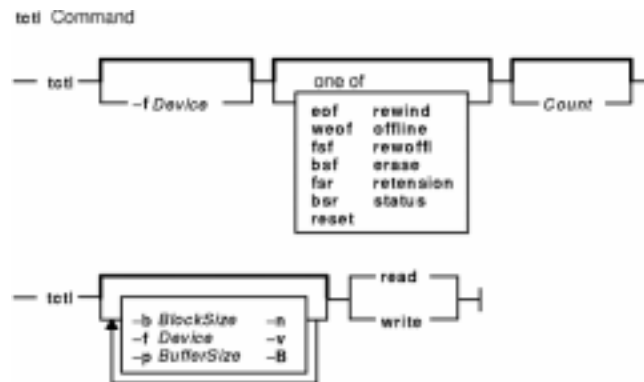 tctl Command
tctl
-f Device
one of
Count
eof rewind
weof offline
fsf rewoffl
bsf erase
fsr retension
bsr status
reset
tctl
-b BlockSize -n
-f Device -v
-p BufferSize -B
read
write